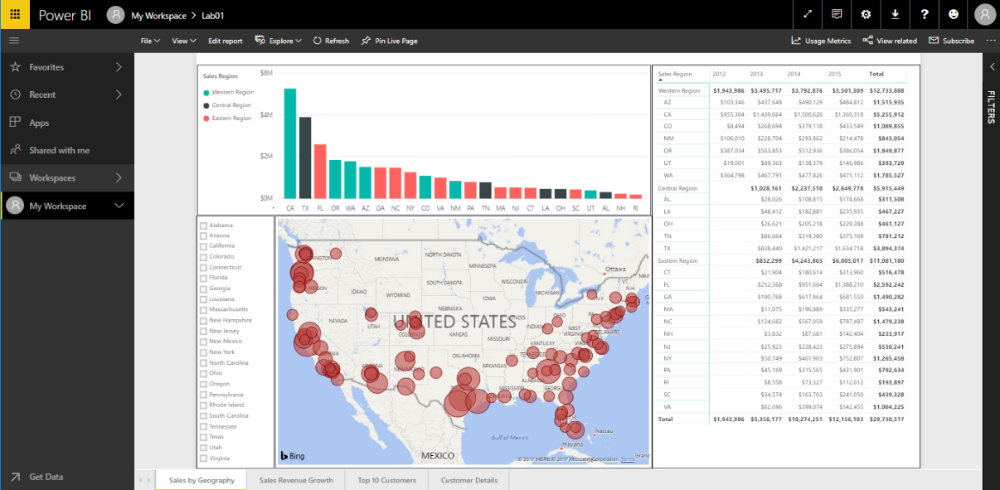 Power BI My Workspace > Lab01
File View Edit report Explore Refresh Pin Live Page Usage Metrics View related Subscribe ...
Favorites
Recent
Apps
Shared with me
Workspaces
My Workspace
Get Data
Sales Region
Western Region
Central Region
Eastern Region
$6M
$4M
$2M
$0M
CA TX FL OR WA AZ GA NC NY CO VA NM PA TN MA NJ CT LA OH SC UT AL NH RI
Alabama
Arizona
California
Colorado
Connecticut
Florida
Georgia
Louisiana
Massachusetts
New Hampshire
New Jersey
New Mexico
New York
North Carolina
Ohio
Oregon
Pennsylvania
Rhode Island
South Carolina
Tennessee
Texas
Utah
Virginia
NORTH DAKOTA
MONTANA
MINNESOTA
Ottawa
SOUTH DAKOTA
WISCONSIN
MICHIGAN
VT.
N.H.
N.Y.
IDAHO
WYOMING
IOWA
NEBRASKA
NEVADA
UTAH
UNITED STATES
OHIO
KANSAS
MISSOURI
WEST
VIRGINIA
DELAWARE
KENTUCKY
OKLAHOMA
ARKANSAS
MISSISSIPPI
Gulf of Mexico
Nassau
Havana
MEXICO
Bing
© 2017 HERE, © 2017 Microsoft Corporation Terms
Sales Region 2012 2013 2014 2015 Total
Western Region $1,943,986 $3,495,717 $3,792,876 $3,501,309 $12,733,888
AZ $103,346 $437,648 $490,129 $484,812 $1,515,935
CA $955,304 $1,439,664 $1,500,626 $1,360,318 $5,255,912
CO $8,494 $268,694 $379,118 $433,549 $1,089,855
NM $106,010 $228,704 $293,862 $214,478 $843,054
OR $387,034 $563,853 $512,936 $386,054 $1,849,877
UT $19,001 $89,363 $138,379 $146,986 $393,729
WA $364,798 $467,791 $477,826 $475,112 $1,785,527
Central Region $1,028,161 $2,237,510 $2,649,778 $5,915,449
AL $28,026 $108,815 $174,668 $311,508
LA $48,412 $182,881 $235,935 $467,227
OH $26,621 $205,218 $229,288 $461,127
TN $86,664 $319,380 $375,169 $781,212
TX $838,440 $1,421,217 $1,634,718 $3,894,374
Eastern Region $832,299 $4,243,865 $6,005,017 $11,081,180
CT $21,904 $180,614 $313,960 $516,478
FL $252,368 $951,664 $1,388,210 $2,592,242
GA $190,768 $617,964 $681,550 $1,490,282
MA $11,075 $196,889 $335,277 $543,241
NC $124,682 $567,059 $787,497 $1,479,238
NH $3,832 $87,681 $142,404 $233,917
NJ $25,923 $228,423 $275,894 $530,241
NY $50,749 $461,903 $752,807 $1,265,458
PA $45,169 $315,565 $431,901 $792,634
RI $8,558 $73,327 $112,012 $193,897
SC $34,574 $163,703 $241,050 $439,328
VA $62,696 $399,074 $542,455 $1,004,225
Total $1,943,986 $5,356,177 $10,274,251 $12,156,103 $29,730,517
FILTERS
Sales by Geography Sales Revenue Growth Top 10 Customers Customer Details